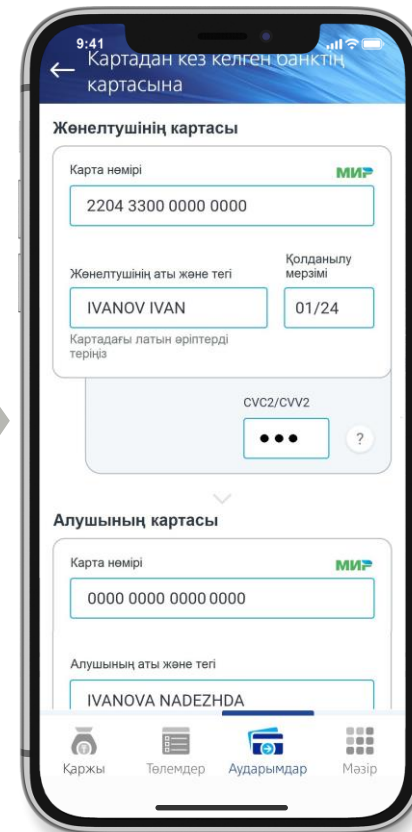 9:41
Картадан кез келген банктің
картасына
Жөнелтушінің картасы
Карта нөмірі
МИР
2204 3300 0000 0000
Жөнелтушінің аты және тегі
Қолданылу
мерзімі
IVANOV IVAN
01/24
Картадағы латын әріптерді
теріңіз
CVC2/CVV2
?
Алушының картасы
Карта нөмірі
МИР
0000 0000 0000 0000
Алушының аты және тегі
IVANOVA NADEZHDA
Қаржы
Төлемдер
Аударымдар
Мәзір